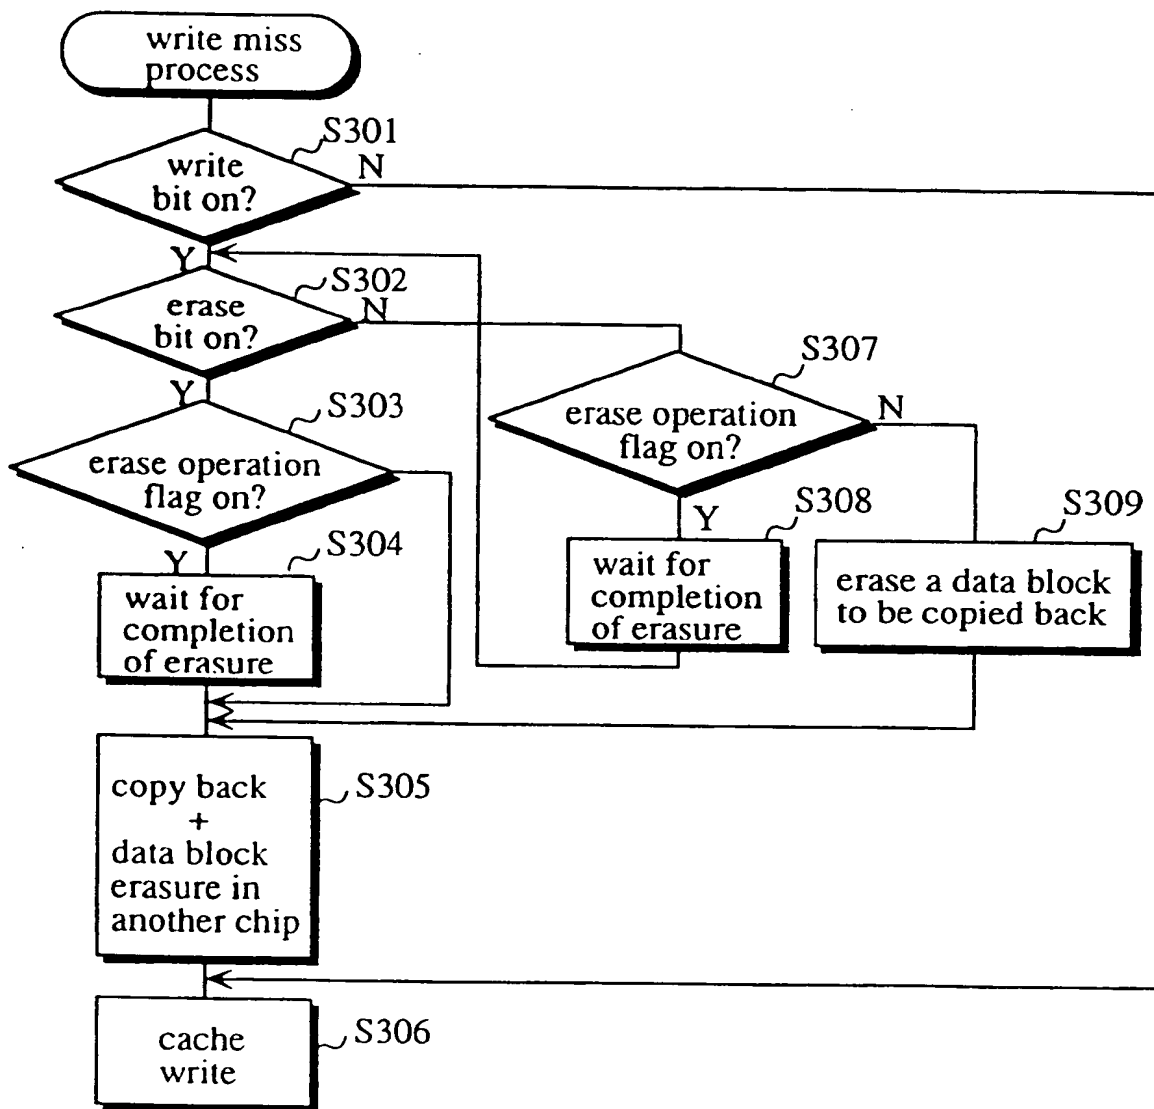 write miss
process
S301
write
bit on?
N
Y
S302
erase
bit on?
N
Y
S303
erase operation
flag on?
Y
S304
wait for
completion
of erasure
S307
erase operation
flag on?
N
Y
S308
wait for
completion
of erasure
S309
erase a data block
to be copied back
S305
copy back
+
data block
erasure in
another chip
S306
cache
write